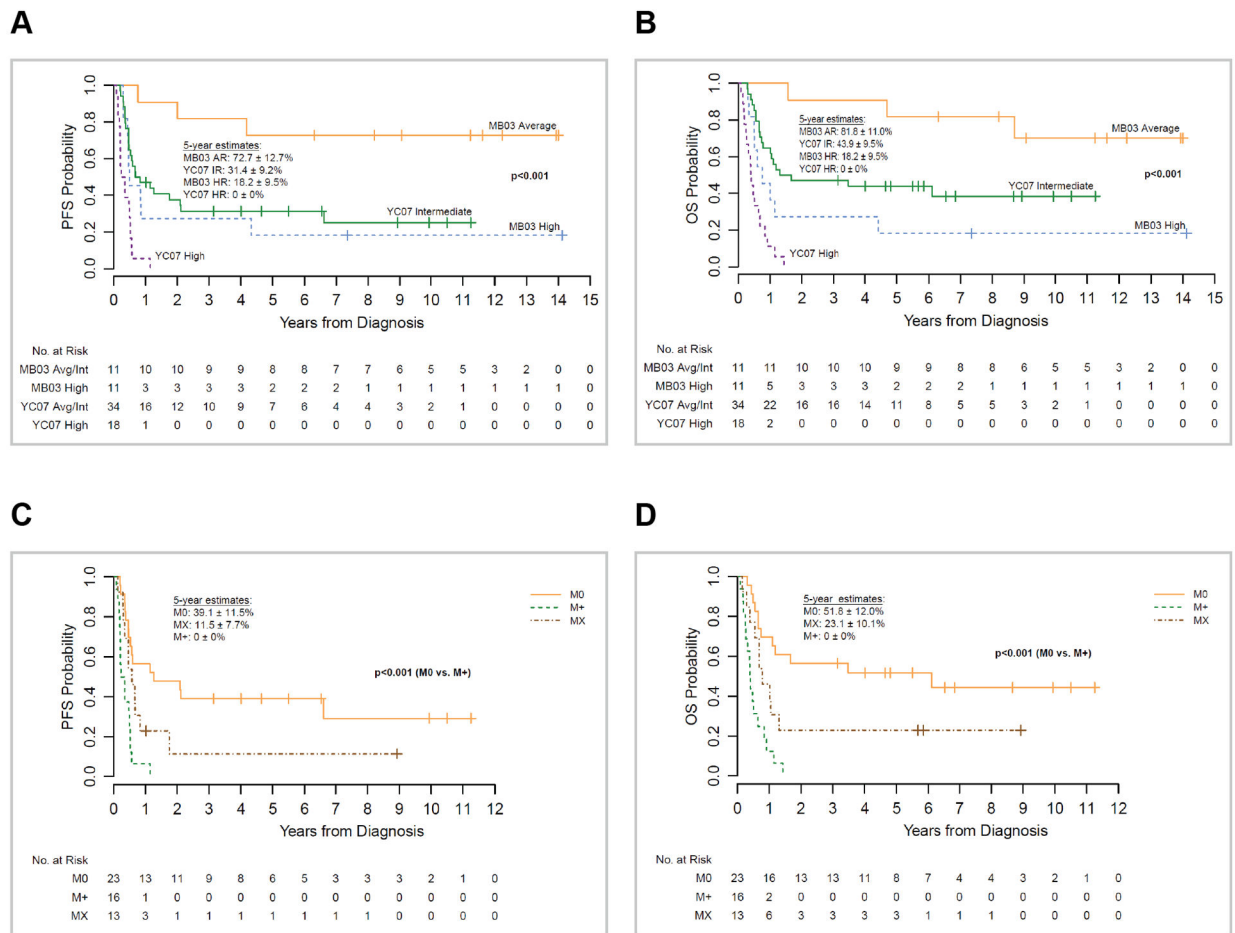 A
1.0
0.8
0.6
0.4
0.2
0.0
PFS Probability
5-year estimates:
MB03 AR: 72.7 ± 12.7%
YC07 IR: 31.4 ± 9.2%
MB03 HR: 18.2 ± 9.5%
YC07 HR: 0 ± 0%
MB03 Average
p<0.001
YC07 Intermediate
MB03 High
YC07 High
0 1 2 3 4 5 6 7 8 9 10 11 12 13 14 15
Years from Diagnosis
No. at Risk
MB03 Avg/Int 11 10 10 9 9 8 8 7 7 6 5 5 3 2 0 0
MB03 High 11 3 3 3 3 2 2 2 1 1 1 1 1 1 1 0
YC07 Avg/Int 34 16 12 10 9 7 6 4 4 3 2 1 0 0 0 0
YC07 High 18 1 0 0 0 0 0 0 0 0 0 0 0 0 0 0
B
1.0
0.8
0.6
0.4
0.2
0.0
OS Probability
5-year estimates:
MB03 AR: 81.8 ± 11.0%
YC07 IR: 43.9 ± 9.5%
MB03 HR: 18.2 ± 9.5%
YC07 HR: 0 ± 0%
MB03 Average
p<0.001
YC07 Intermediate
MB03 High
YC07 High
0 1 2 3 4 5 6 7 8 9 10 11 12 13 14 15
Years from Diagnosis
No. at Risk
MB03 Avg/Int 11 11 10 10 10 9 9 8 8 6 5 5 3 2 0 0
MB03 High 11 5 3 3 3 2 2 2 1 1 1 1 1 1 1 0
YC07 Avg/Int 34 22 16 16 14 11 8 5 5 3 2 1 0 0 0 0
YC07 High 18 2 0 0 0 0 0 0 0 0 0 0 0 0 0 0
C
1.0
0.8
0.6
0.4
0.2
0.0
PFS Probability
5-year estimates:
M0: 39.1 ± 11.5%
MX: 11.5 ± 7.7%
M+: 0 ± 0%
M0
M+
MX
p<0.001 (M0 vs. M+)
0 1 2 3 4 5 6 7 8 9 10 11 12
Years from Diagnosis
No. at Risk
M0 23 13 11 9 8 6 5 3 3 3 2 1 0
M+ 16 1 0 0 0 0 0 0 0 0 0 0 0
MX 13 3 1 1 1 1 1 1 1 0 0 0 0
D
1.0
0.8
0.6
0.4
0.2
0.0
OS Probability
5-year estimates:
M0: 51.8 ± 12.0%
MX: 23.1 ± 10.1%
M+: 0 ± 0%
M0
M+
MX
p<0.001 (M0 vs. M+)
0 1 2 3 4 5 6 7 8 9 10 11 12
Years from Diagnosis
No. at Risk
M0 23 16 13 13 11 8 7 4 4 3 2 1 0
M+ 16 2 0 0 0 0 0 0 0 0 0 0 0
MX 13 6 3 3 3 3 1 1 1 0 0 0 0